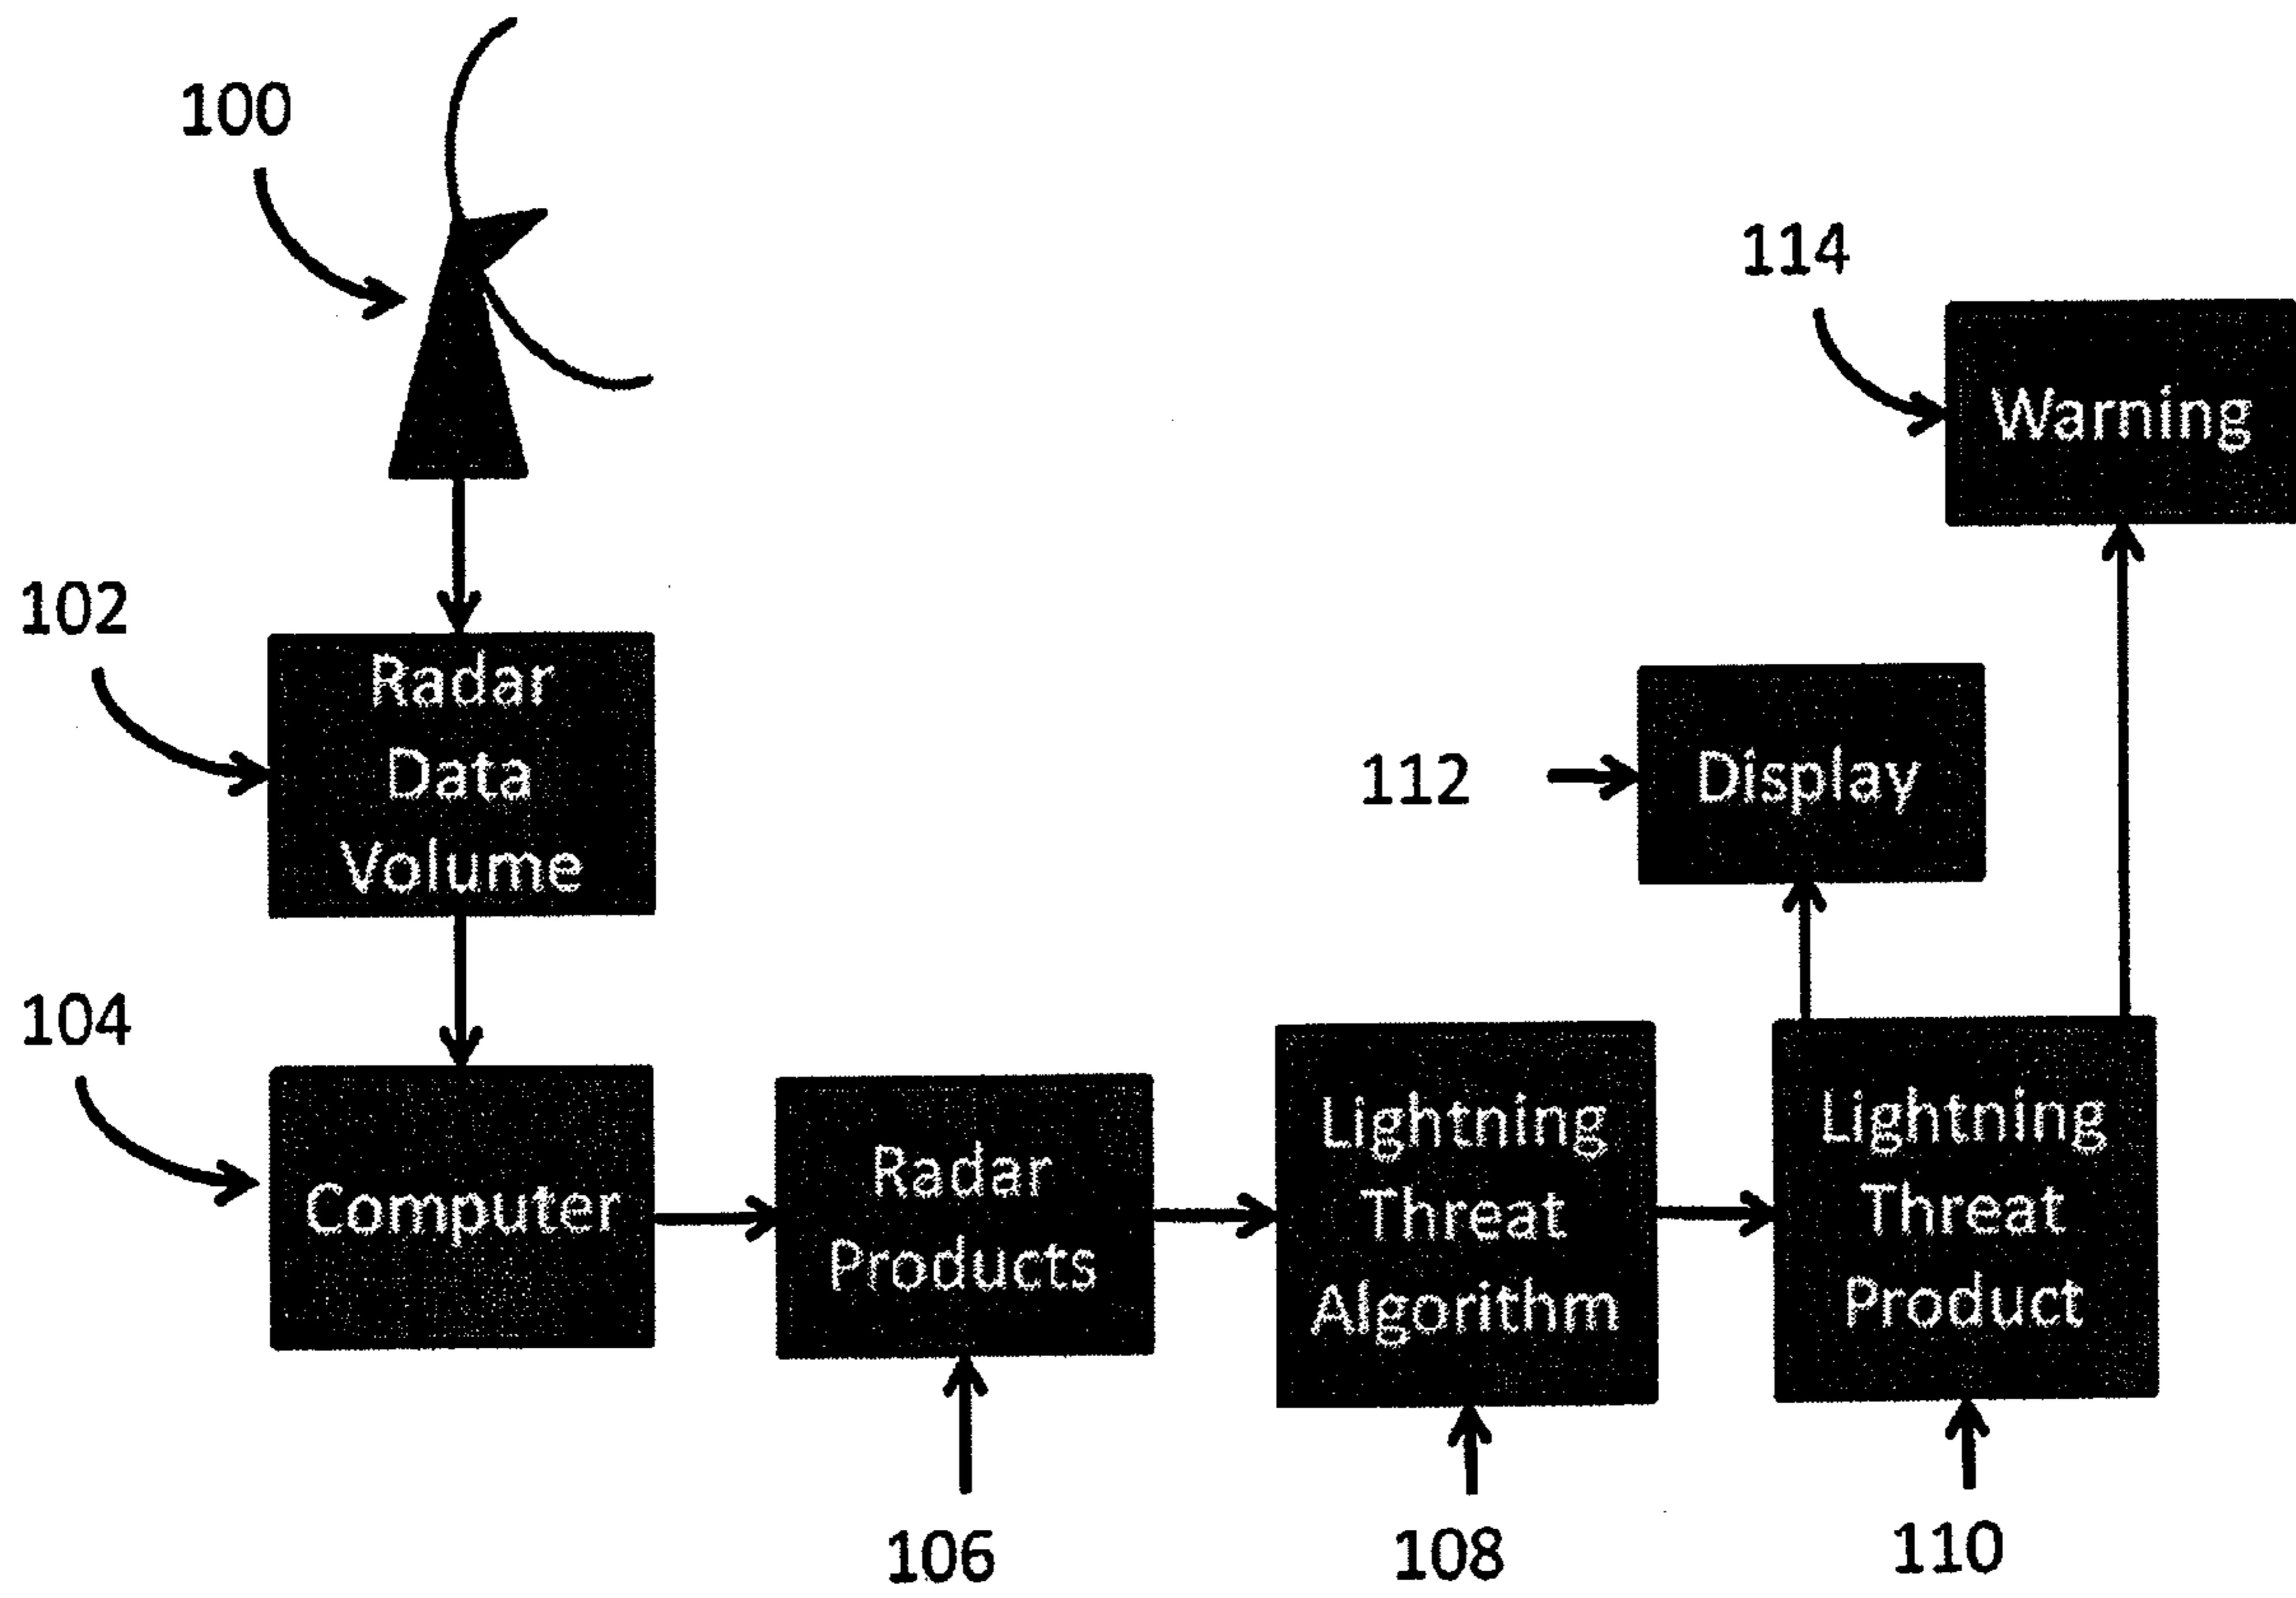 100
114
Warning
102
Radar
Data
Volume
112
Display
104
Computer
Radar
Products
Lightning
Threat
Algorithm
Lightning
Threat
Product
106
108
110